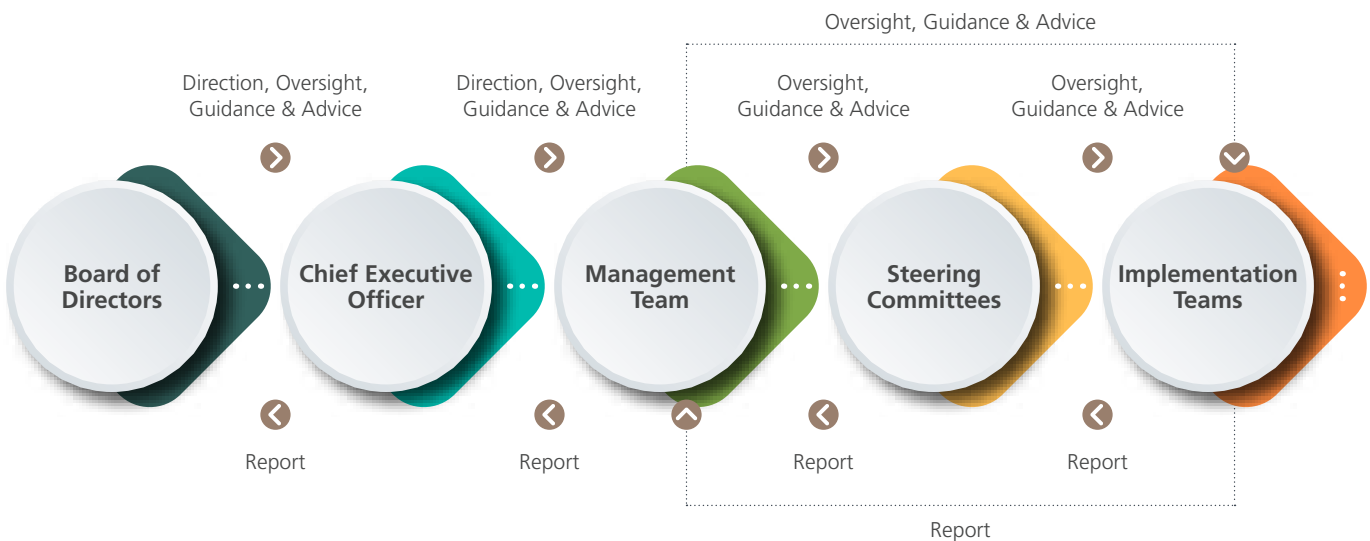 Oversight, Guidance & Advice
Direction, Oversight,
Guidance & Advice
Direction, Oversight,
Guidance & Advice
Oversight,
Guidance & Advice
Oversight,
Guidance & Advice
Board of
Directors
Chief Executive
Officer
Management
Team
Steering
Committees
Implementation
Teams
Report
Report
Report
Report
Report